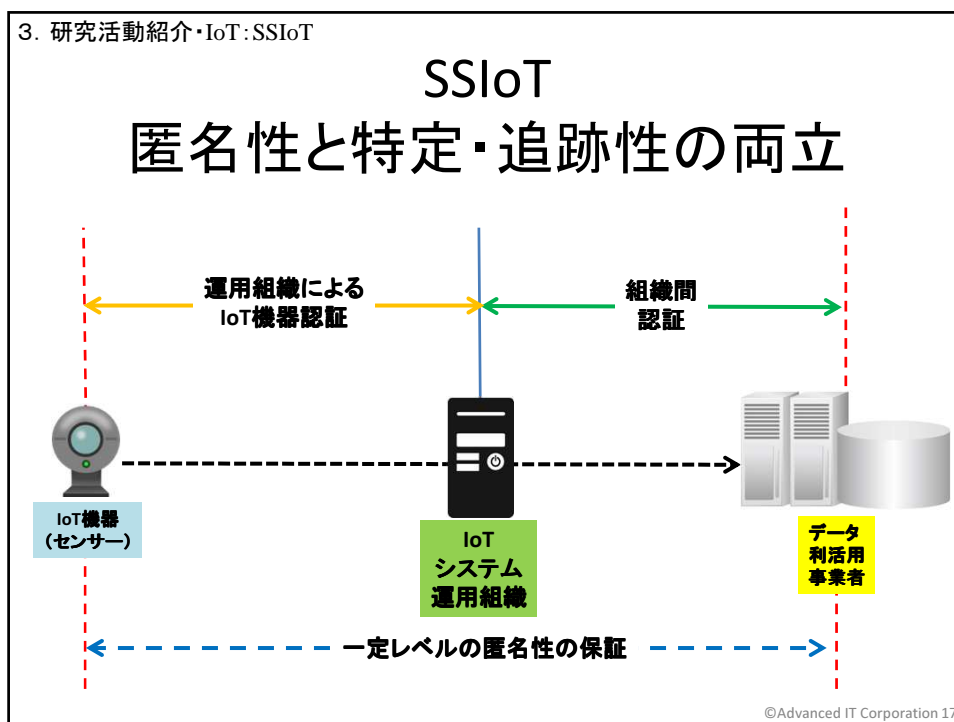 3．研究活動紹介・IoT：SSIoT
SSIoT
匿名性と特定・追跡性の両立
運用組織による
IoT機器認証
組織間
認証
IoT機器
（センサー）
IoT
システム
運用組織
データ
利活用
事業者
一定レベルの匿名性の保証
©Advanced IT Corporation 17